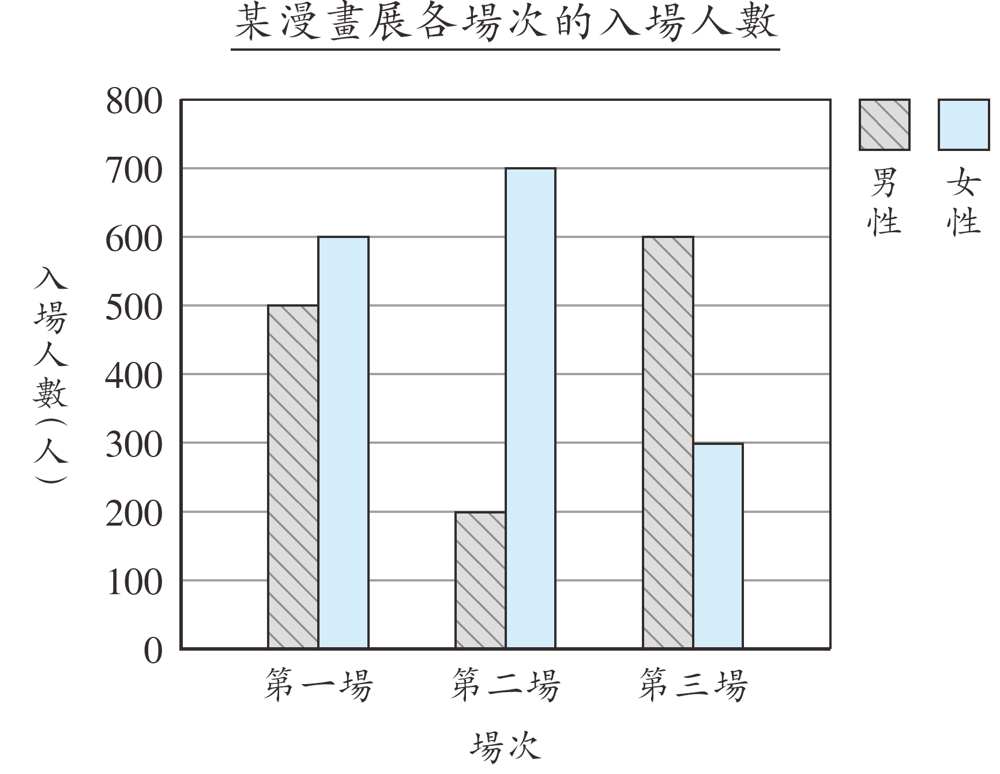 某漫畫展各場次的入場人數
800
700
600
500
400
300
200
100
0
入場人數(人)
男性
女性
第一場
第二場
第三場
場次